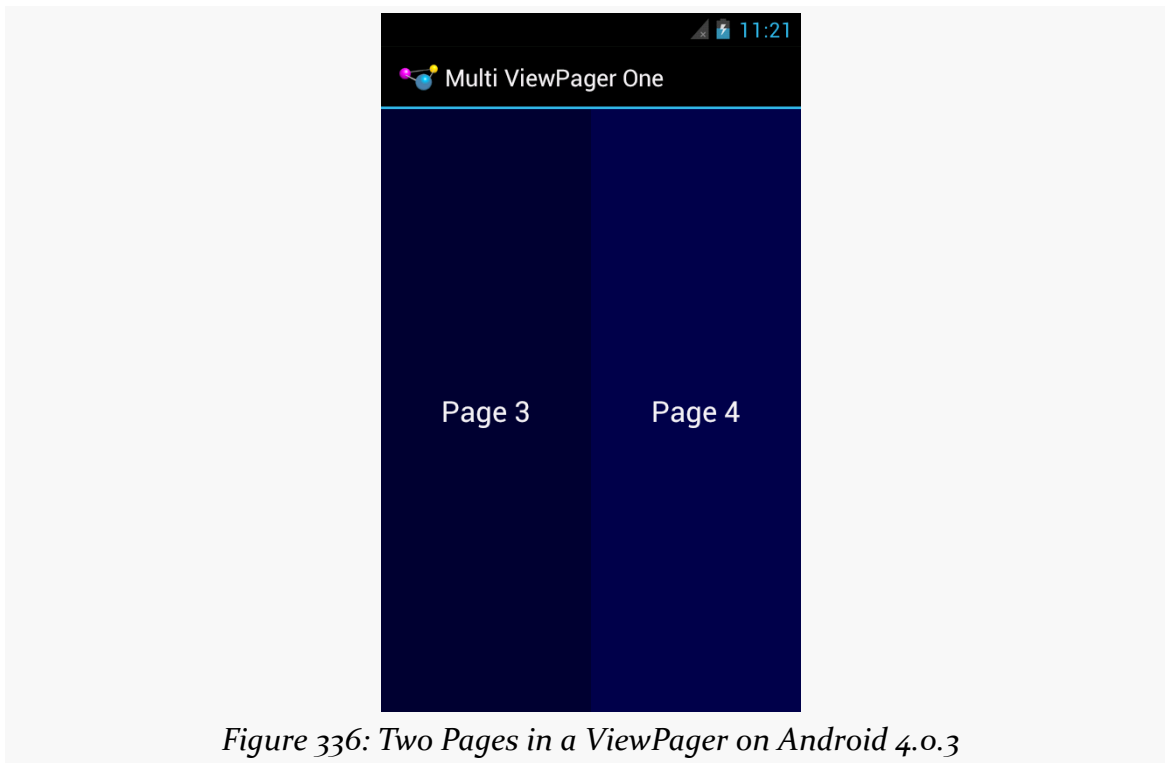 11:21
Multi ViewPager One
Page 3 Page 4
Figure 336: Two Pages in a ViewPager on Android 4.0.3